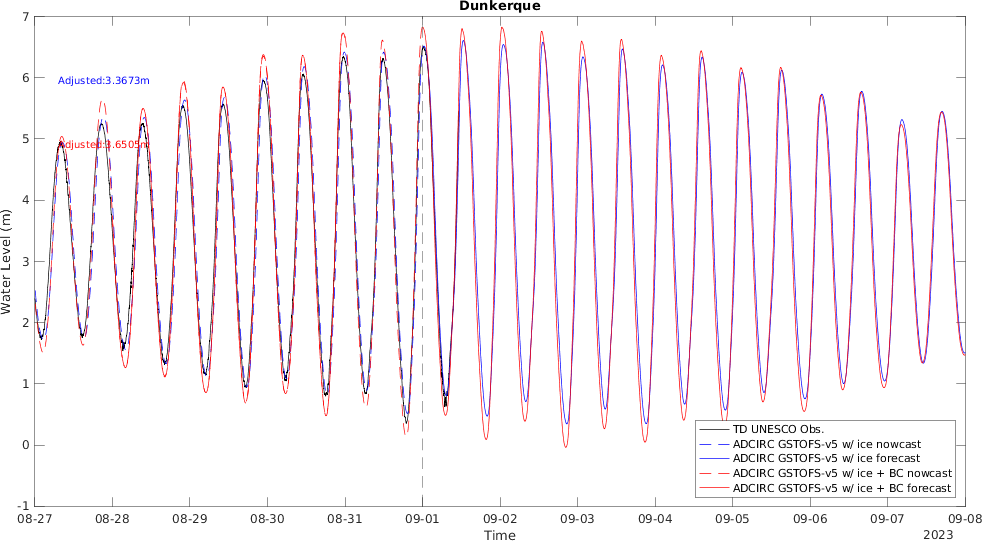 Dunkerque
7
6
5
4
3
2
1
0
-1
Water Level (m)
Adjusted:3.3673m
Adjusted:3.6505m
TD UNESCO Obs.
ADCIRC GSTOFS-v5 w/ ice nowcast
ADCIRC GSTOFS-v5 w/ ice forecast
ADCIRC GSTOFS-v5 w/ ice + BC nowcast
ADCIRC GSTOFS-v5 w/ ice + BC forecast
08-27 08-28 08-29 08-30 08-31 09-01 09-02 09-03 09-04 09-05 09-06 09-07 09-08
Time
2023